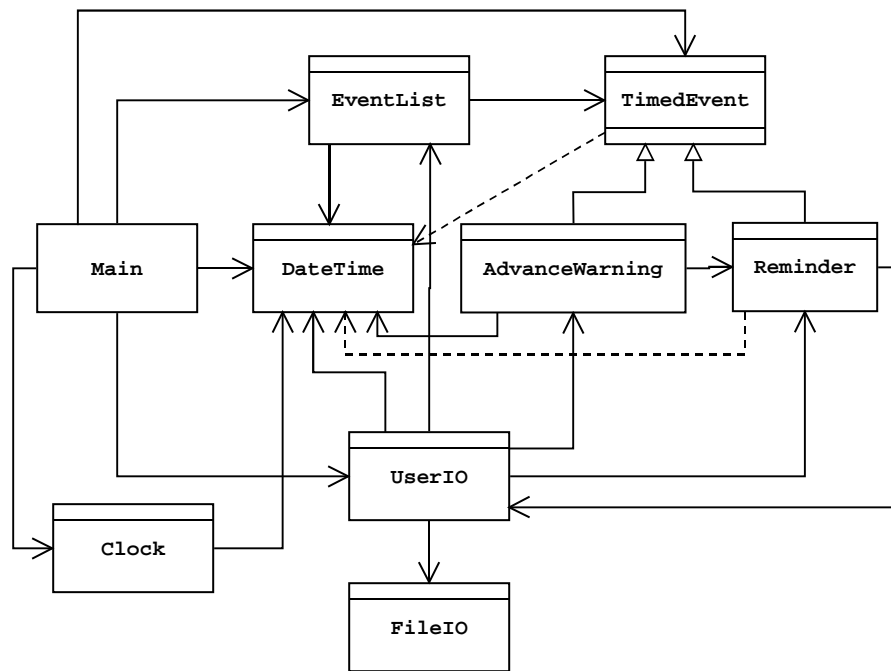 EventList
TimedEvent
Main
DateTime
AdvanceWarning
Reminder
UserIO
Clock
FileIO